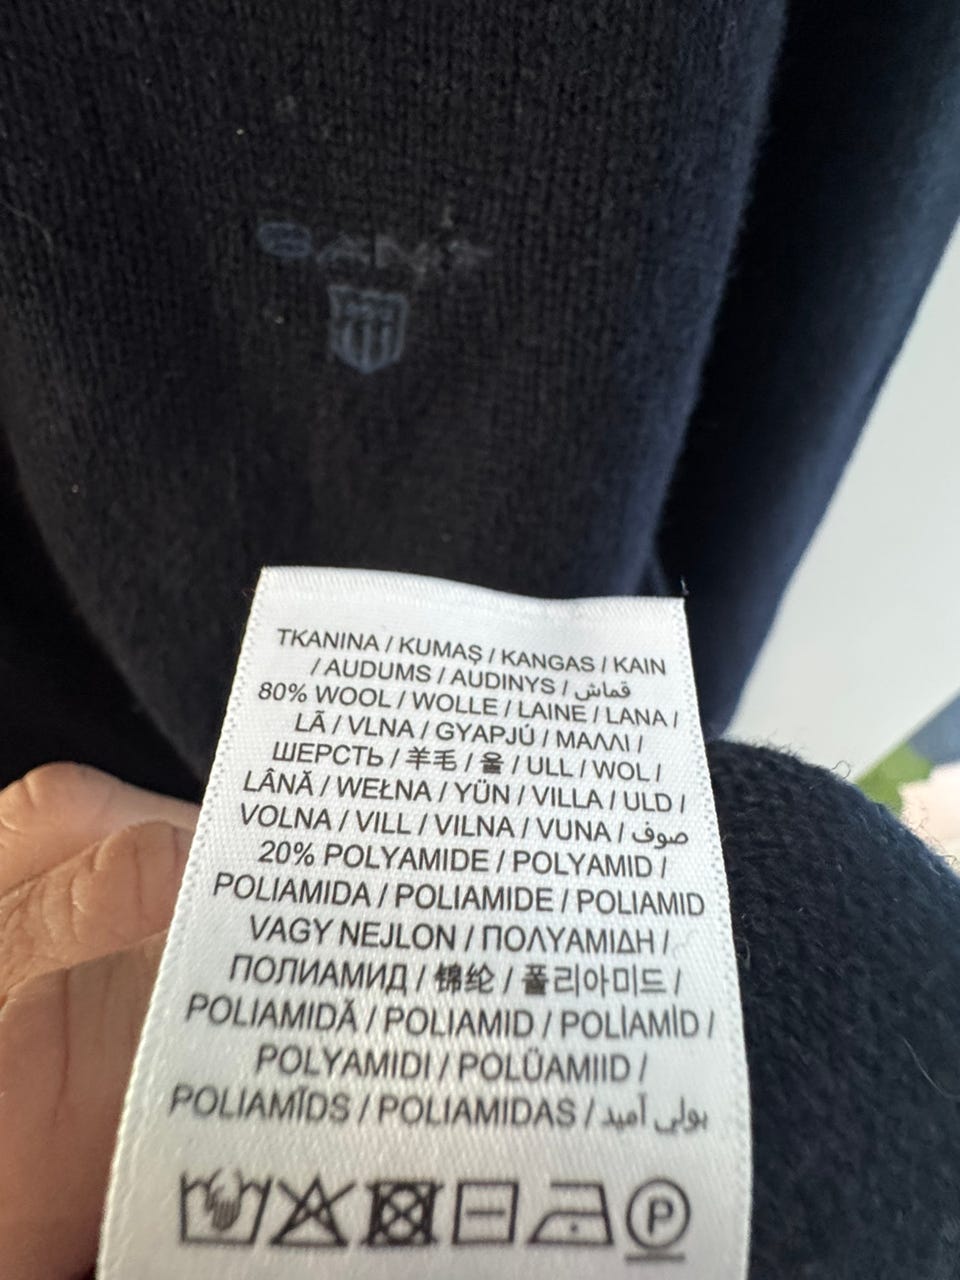 GANT
TKANINA / KUMAŞ / KANGAS / KAIN
/ AUDUMS / AUDINYS / قماش
80% WOOL / WOLLE / LAINE / LANA /
LÃ / VLNA / GYAPJÚ / ΜΑΛΛΙ /
ШЕРСТЬ / 羊毛 / 울 / ULL / WOL /
LÂNĂ / WEŁNA / YÜN / VILLA / ULD /
VOLNA / VILL / VILNA / VUNA / صوف
20% POLYAMIDE / POLYAMID /
POLIAMIDA / POLIAMIDE / POLIAMID
VAGY NEJLON / ΠΟΛΥΑΜΙΔΗ /
ПОЛИАМИД / 锦纶 / 폴리아미드 /
POLIAMIDĂ / POLIAMID / POLİAMİD /
POLYAMIDI / POLÜAMIID /
POLIAMĪDS / POLIAMIDAS / بولي أميد
P